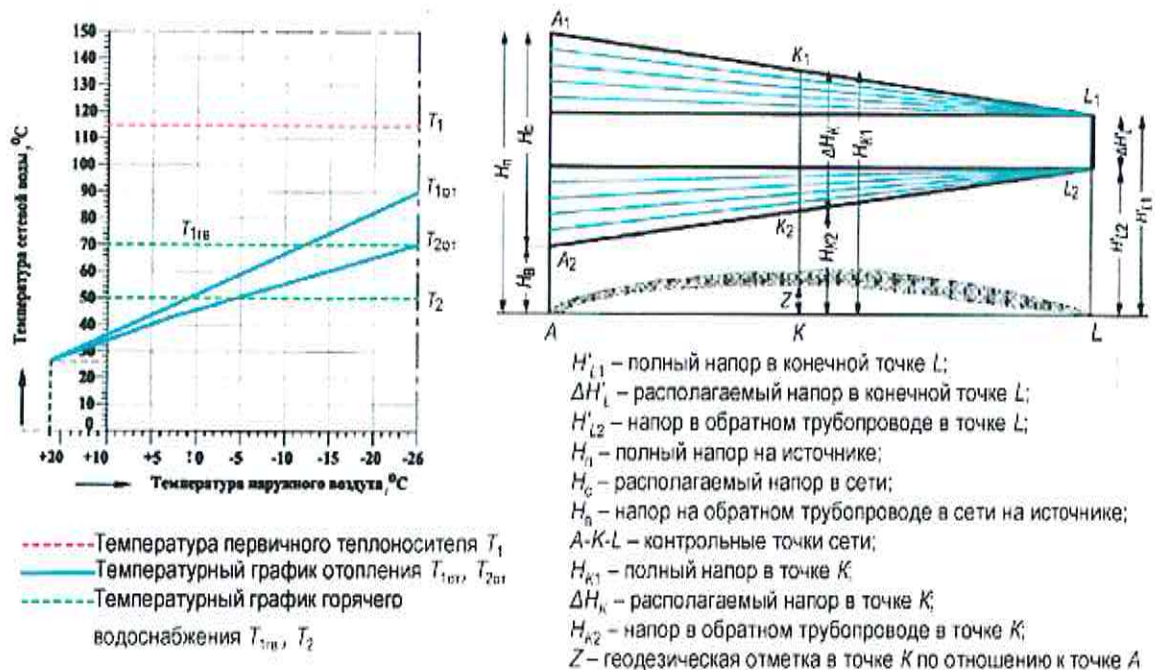 Температура сетевой воды, °С
150
140
130
120
110
100
90
80
70
60
50
40
30
20
10
0
T1
T1от
T1гв
T2от
T2
+20 +10 +5 -5 -10 -15 -20 -26
Температура наружного воздуха, °С
Температура первичного теплоносителя T1
Температурный график отопления T1от, T2от
Температурный график горячего
водоснабжения T1гв, T2
A1
K1
L1
Hп
Hс
ΔHK
HK1
ΔH'L
L2
K2
A2
HK2
H'L2
H'L1
Hв
Z
A K L
H'L1 – полный напор в конечной точке L;
ΔH'L – располагаемый напор в конечной точке L;
H'L2 – напор в обратном трубопроводе в точке L;
Hп – полный напор на источнике;
Hс – располагаемый напор в сети;
Hв – напор на обратном трубопроводе в сети на источнике;
A-K-L – контрольные точки сети;
HK1 – полный напор в точке K;
ΔHK – располагаемый напор в точке K;
HK2 – напор в обратном трубопроводе в точке K;
Z – геодезическая отметка в точке K по отношению к точке A